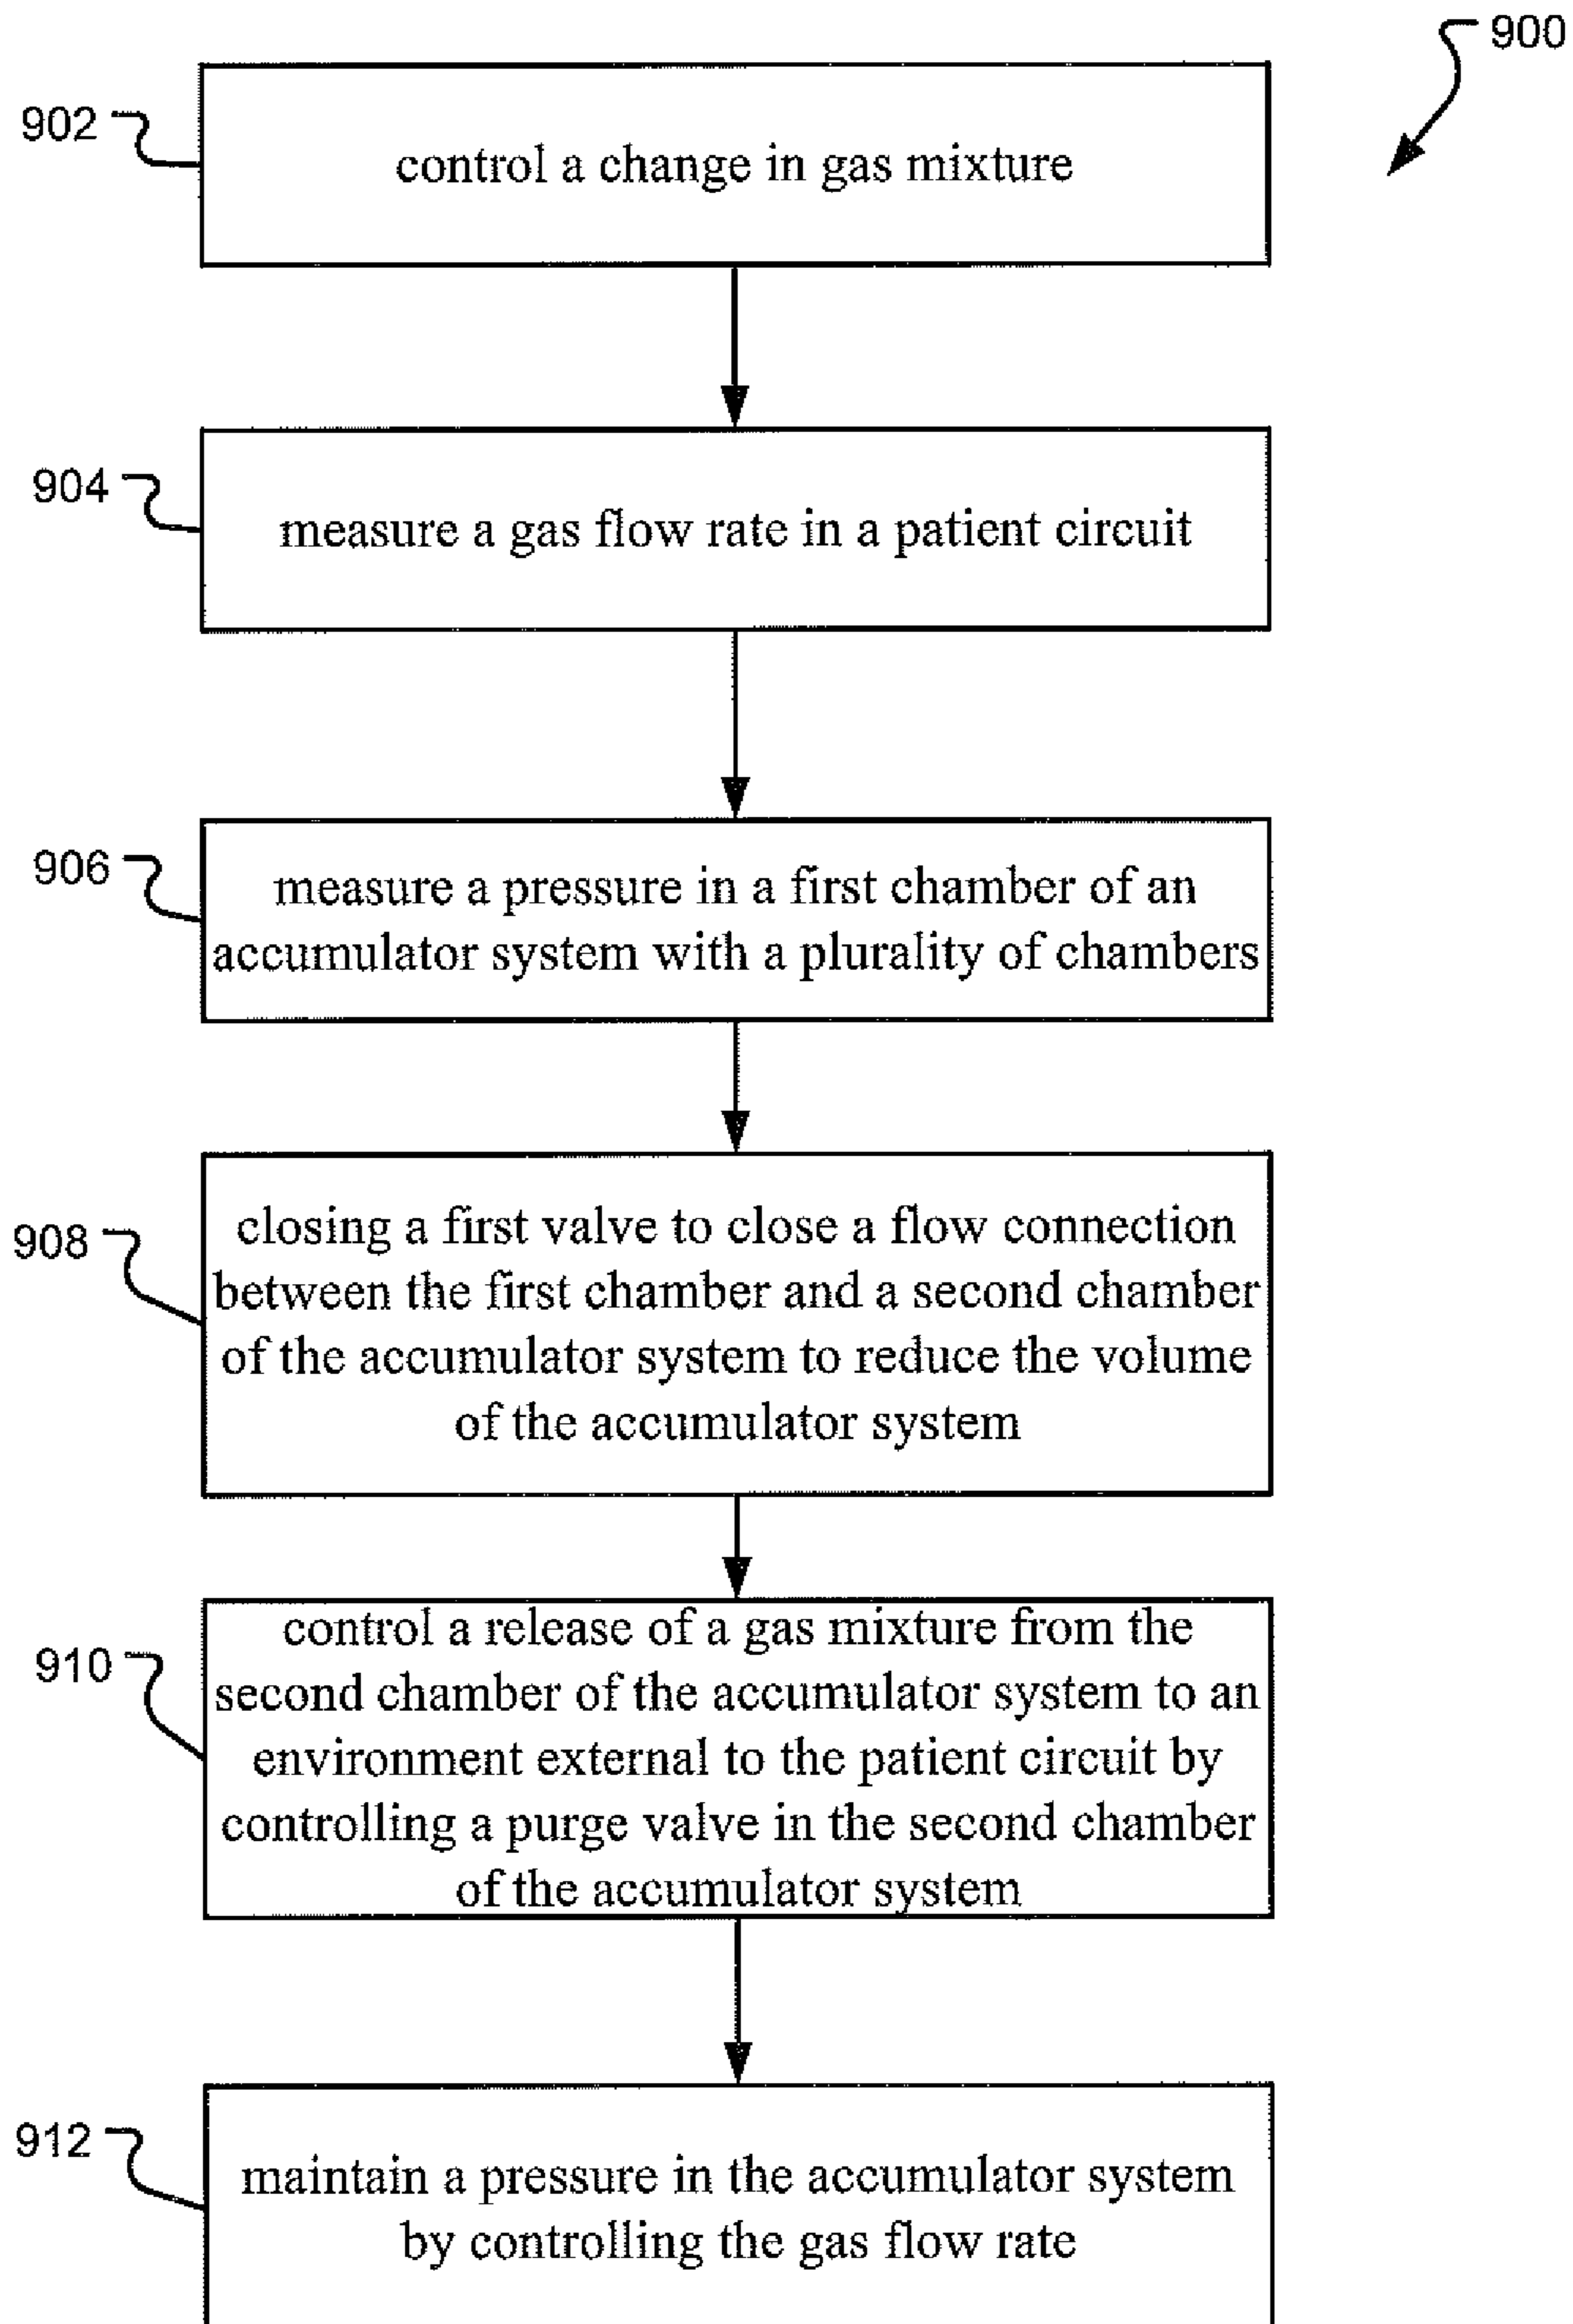 900
902
control a change in gas mixture
904
measure a gas flow rate in a patient circuit
906
measure a pressure in a first chamber of an
accumulator system with a plurality of chambers
908
closing a first valve to close a flow connection
between the first chamber and a second chamber
of the accumulator system to reduce the volume
of the accumulator system
910
control a release of a gas mixture from the
second chamber of the accumulator system to an
environment external to the patient circuit by
controlling a purge valve in the second chamber
of the accumulator system
912
maintain a pressure in the accumulator system
by controlling the gas flow rate